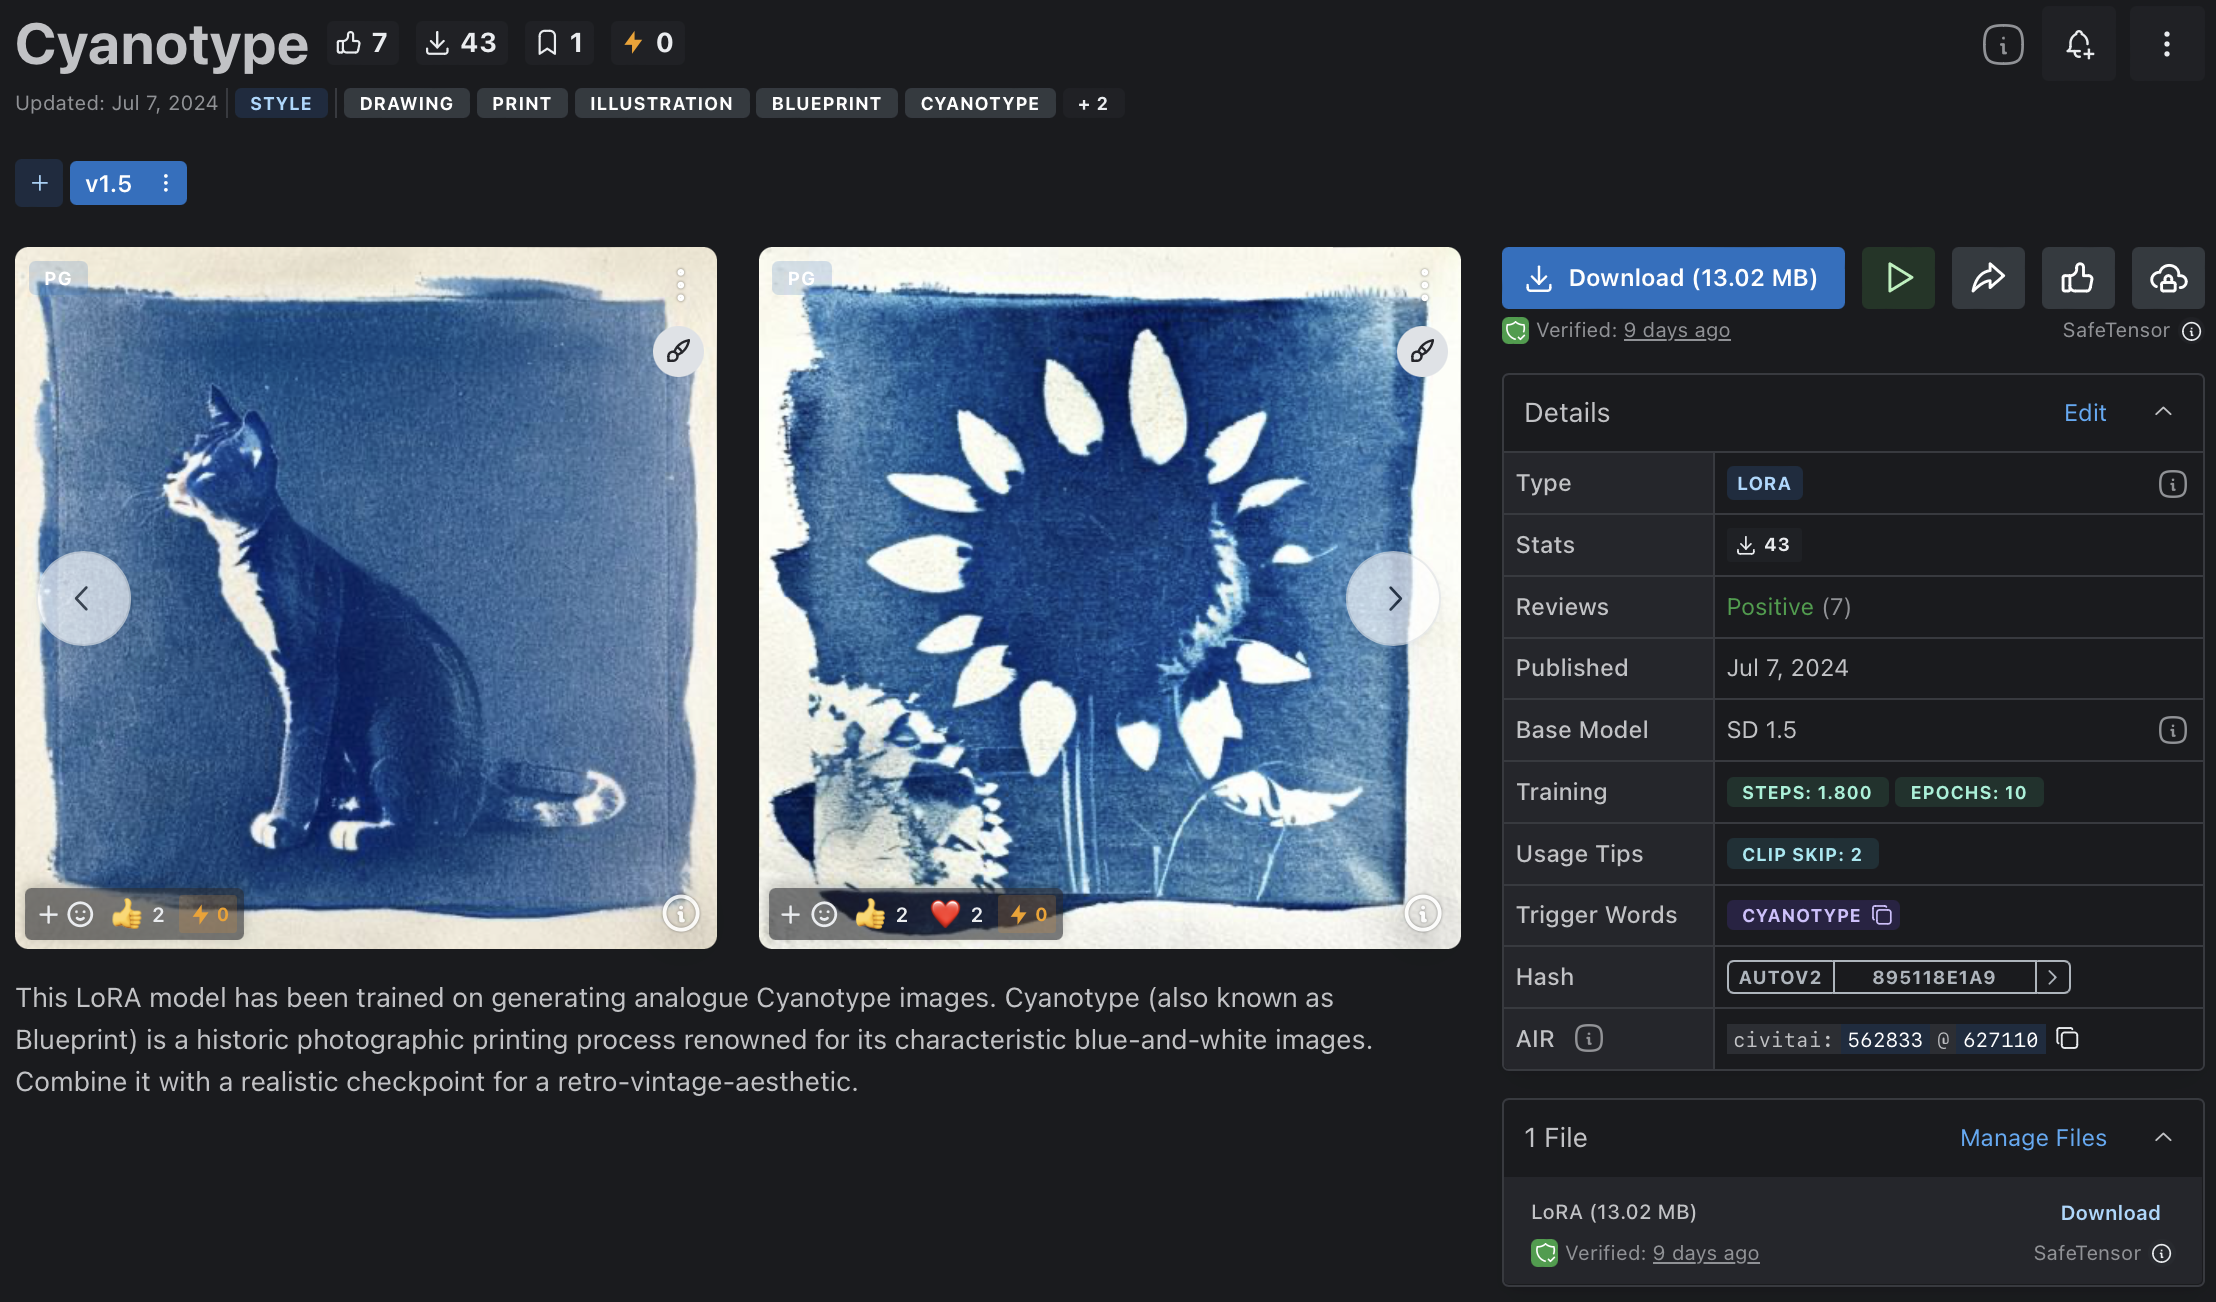 Cyanotype 7 43 1 0
Updated: Jul 7, 2024 STYLE DRAWING PRINT ILLUSTRATION BLUEPRINT CYANOTYPE + 2
v1.5
PG
2 0
PG
2 2 0
This LoRA model has been trained on generating analogue Cyanotype images. Cyanotype (also known as
Blueprint) is a historic photographic printing process renowned for its characteristic blue-and-white images.
Combine it with a realistic checkpoint for a retro-vintage-aesthetic.
Download (13.02 MB)
Verified: 9 days ago SafeTensor
Details Edit
Type LORA
Stats 43
Reviews Positive (7)
Published Jul 7, 2024
Base Model SD 1.5
Training STEPS: 1.800 EPOCHS: 10
Usage Tips CLIP SKIP: 2
Trigger Words CYANOTYPE
Hash AUTOV2 895118E1A9
AIR civitai: 562833 @ 627110
1 File Manage Files
LoRA (13.02 MB) Download
Verified: 9 days ago SafeTensor